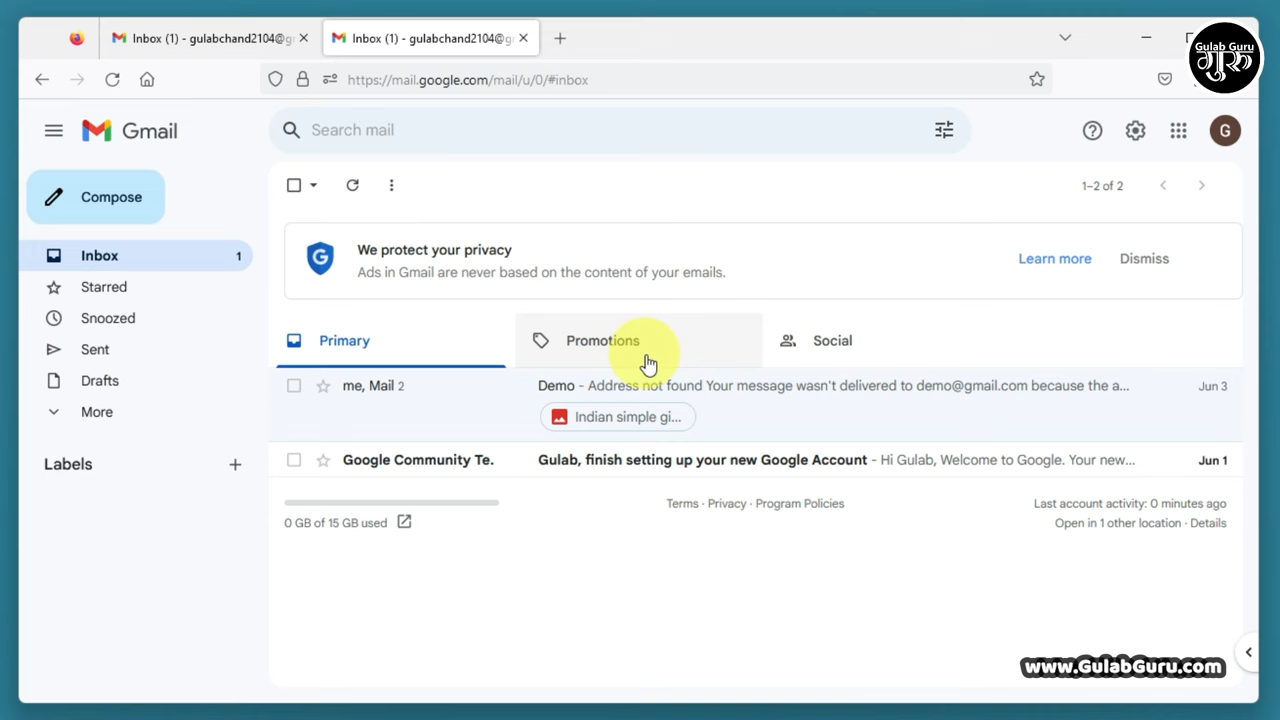 Inbox (1) - gulabchand2104@g
Inbox (1) - gulabchand2104@g
Gulab Guru
गुरु
https://mail.google.com/mail/u/0/#inbox
Gmail
Search mail
G
Compose
1–2 of 2
We protect your privacy
Ads in Gmail are never based on the content of your emails.
Learn more
Dismiss
Inbox 1
Starred
Snoozed
Sent
Drafts
More
Labels
Primary
Promotions
Social
me, Mail 2
Demo - Address not found Your message wasn't delivered to demo@gmail.com because the a...
Jun 3
Indian simple gi...
Google Community Te.
Gulab, finish setting up your new Google Account - Hi Gulab, Welcome to Google. Your new...
Jun 1
0 GB of 15 GB used
Terms · Privacy · Program Policies
Last account activity: 0 minutes ago
Open in 1 other location · Details
www.GulabGuru.com